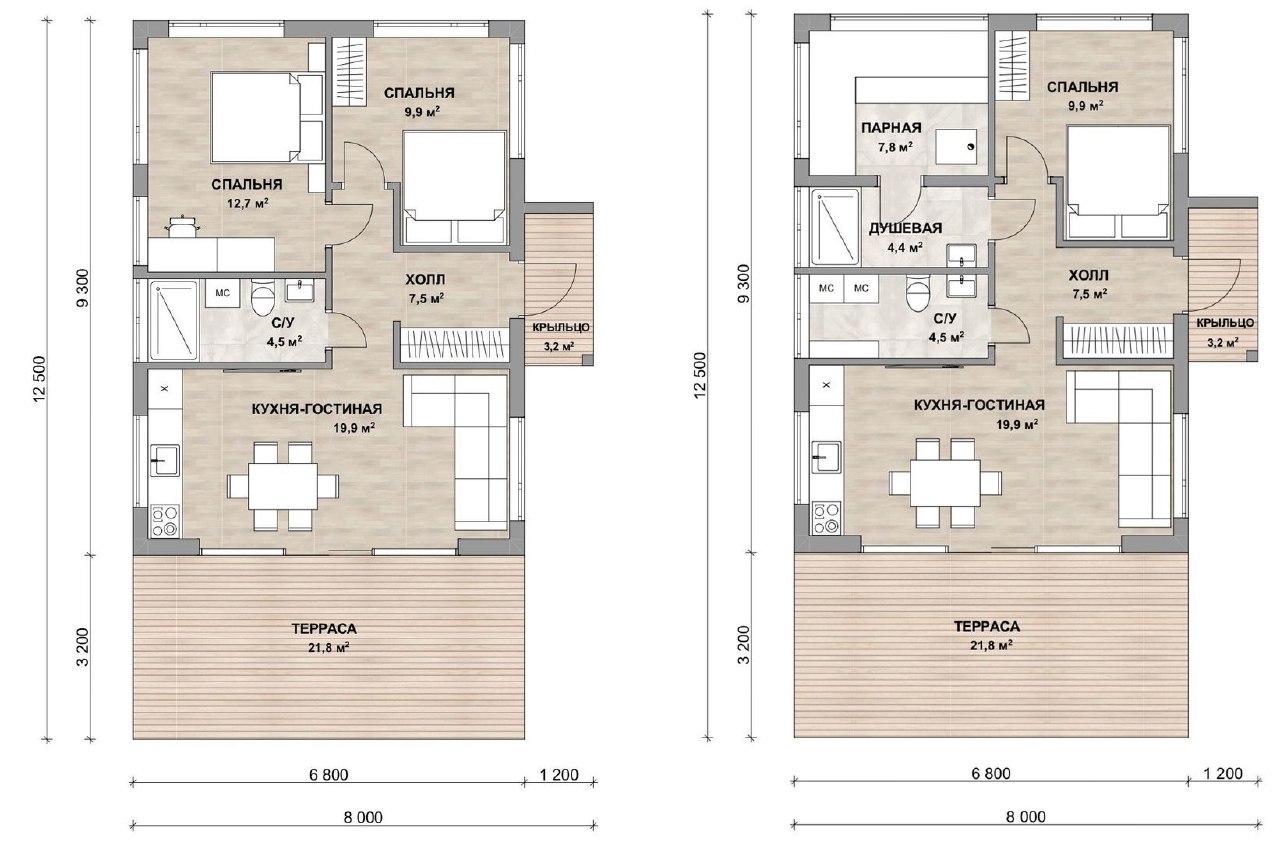 СПАЛЬНЯ
9,9 м²
СПАЛЬНЯ
12,7 м²
ХОЛЛ
7,5 м²
МС
С/У
4,5 м²
КРЫЛЬЦО
3,2 м²
X
КУХНЯ-ГОСТИНАЯ
19,9 м²
ТЕРРАСА
21,8 м²
9 300
12 500
3 200
6 800
1 200
8 000
СПАЛЬНЯ
9,9 м²
ПАРНАЯ
7,8 м²
ДУШЕВАЯ
4,4 м²
ХОЛЛ
7,5 м²
МС
МС
С/У
4,5 м²
КРЫЛЬЦО
3,2 м²
X
КУХНЯ-ГОСТИНАЯ
19,9 м²
ТЕРРАСА
21,8 м²
9 300
12 500
3 200
6 800
1 200
8 000